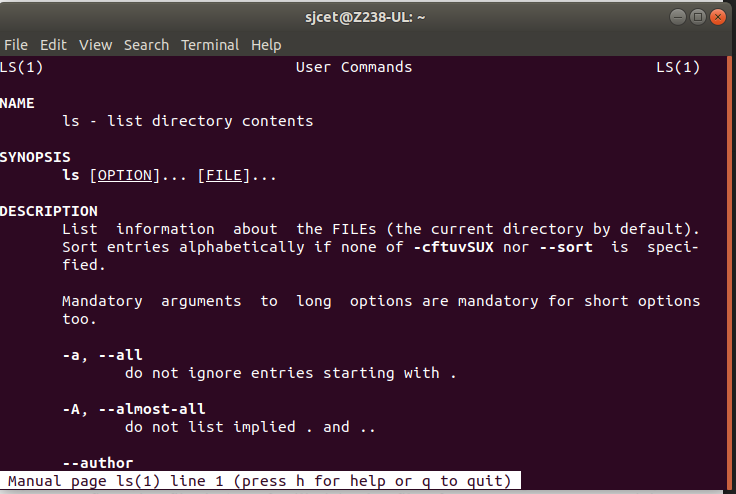 sjcet@Z238-UL: ~
File Edit View Search Terminal Help
LS(1) User Commands LS(1)
NAME
ls - list directory contents
SYNOPSIS
ls [OPTION]... [FILE]...
DESCRIPTION
List information about the FILEs (the current directory by default).
Sort entries alphabetically if none of -cftuvSUX nor --sort is speci-
fied.
Mandatory arguments to long options are mandatory for short options
too.
-a, --all
do not ignore entries starting with .
-A, --almost-all
do not list implied . and ..
--author
Manual page ls(1) line 1 (press h for help or q to quit)